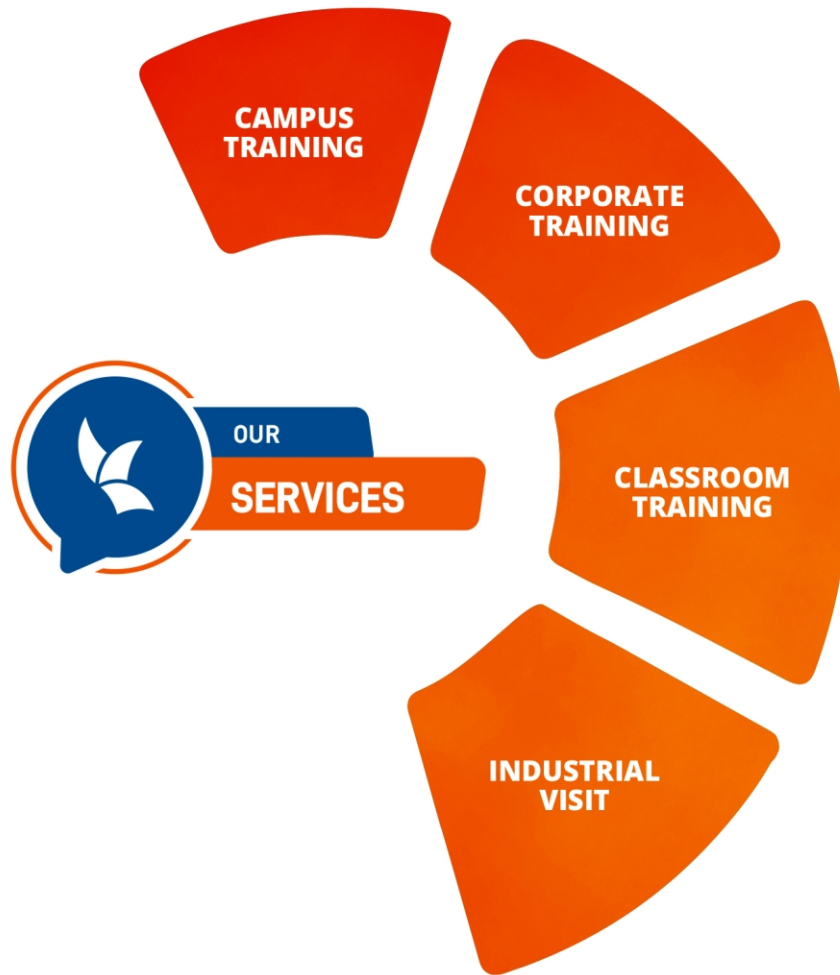 CAMPUS
TRAINING
CORPORATE
TRAINING
OUR
SERVICES
CLASSROOM
TRAINING
INDUSTRIAL
VISIT